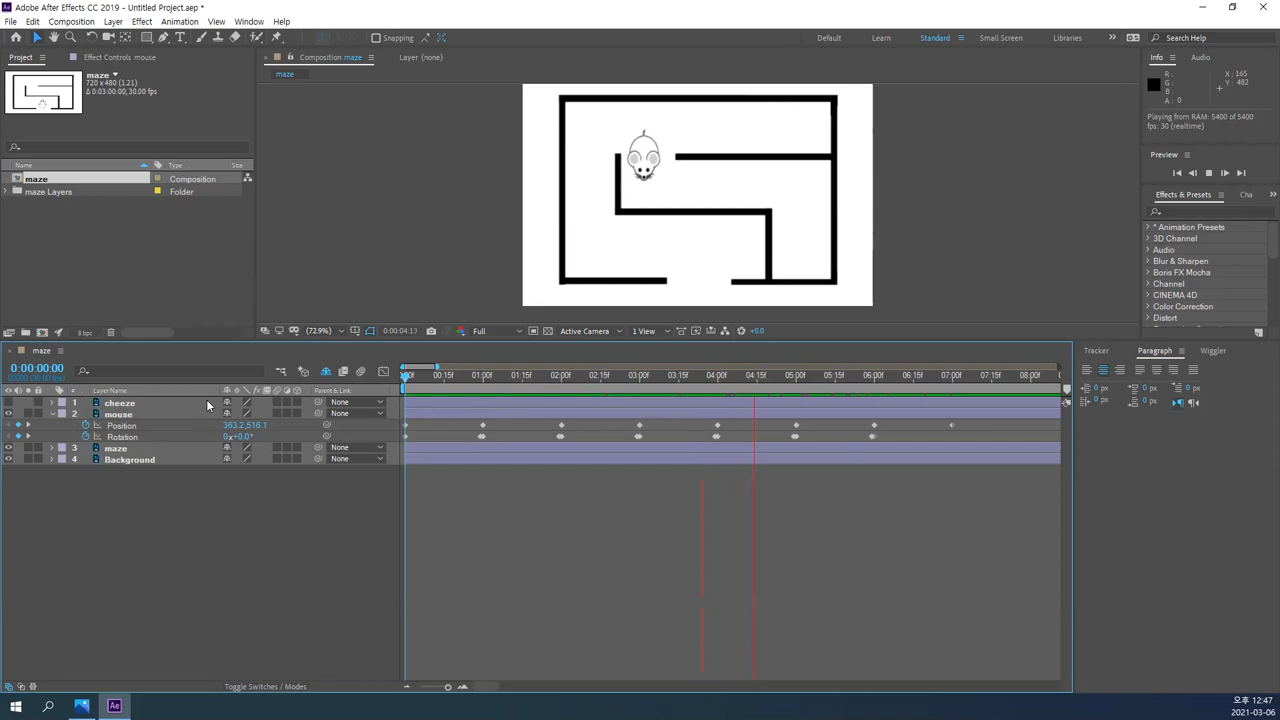 Adobe After Effects CC 2019 - Untitled Project.aep *
File Edit Composition Layer Effect Animation View Window Help
Snapping Default Learn Standard Small Screen Libraries Search Help
Project Effect Controls mouse Composition maze Layer (none) Info Audio
maze
maze
720 x 480 (1.21)
Δ 0:03:00:00, 30.00 fps
R :
G :
B :
A : 0
X : 165
Y : 482
Playing from RAM: 5400 of 5400
fps: 30 (realtime)
Preview
Name Type Size
maze Composition
maze Layers Folder
Effects & Presets Cha
* Animation Presets
3D Channel
Audio
Blur & Sharpen
Boris FX Mocha
Channel
CINEMA 4D
Color Correction
Distort
8 bpc
(72.9%) 0:00:04:13 Full Active Camera 1 View +0.0
maze
0:00:00:00
00000 (30.00 fps)
Tracker Paragraph Wiggler
00:15f 01:00f 01:15f 02:00f 02:15f 03:00f 03:15f 04:00f 04:15f 05:00f 05:15f 06:00f 06:15f 07:00f 07:15f 08:00f
# Layer Name Parent & Link
1 cheeze None
2 mouse None
Position 363.2,516.1
Rotation 0x+0.0°
3 maze None
4 Background None
0 px 0 px 0 px
0 px 0 px
Toggle Switches / Modes
오후 12:47
2021-03-06